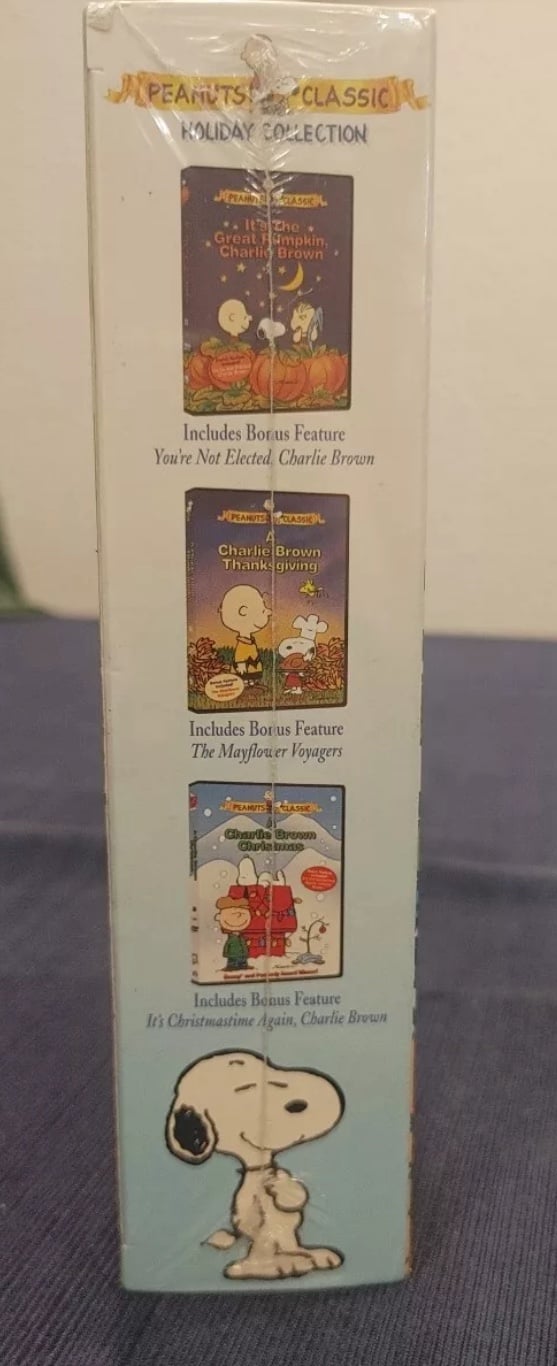 PEANUTS CLASSIC
HOLIDAY COLLECTION
PEANUTS CLASSIC
It's the
Great Pumpkin,
Charlie Brown
Includes Bonus Feature
You're Not Elected, Charlie Brown
PEANUTS CLASSIC
A
Charlie Brown
Thanksgiving
Includes Bonus Feature
The Mayflower Voyagers
PEANUTS CLASSIC
A
Charlie Brown
Christmas
Includes Bonus Feature
It's Christmastime Again, Charlie Brown